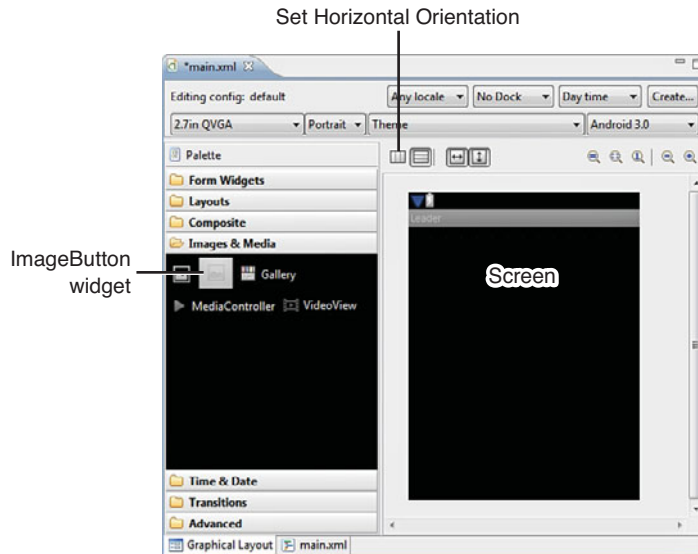 Set Horizontal Orientation
*main.xml
Editing config: default
Any locale
No Dock
Day time
Create...
2.7in QVGA
Portrait
Theme
Android 3.0
Palette
Form Widgets
Layouts
Composite
Images & Media
Leader
ImageButton
widget
Gallery
Screen
MediaController
VideoView
Time & Date
Transitions
Advanced
Graphical Layout
main.xml